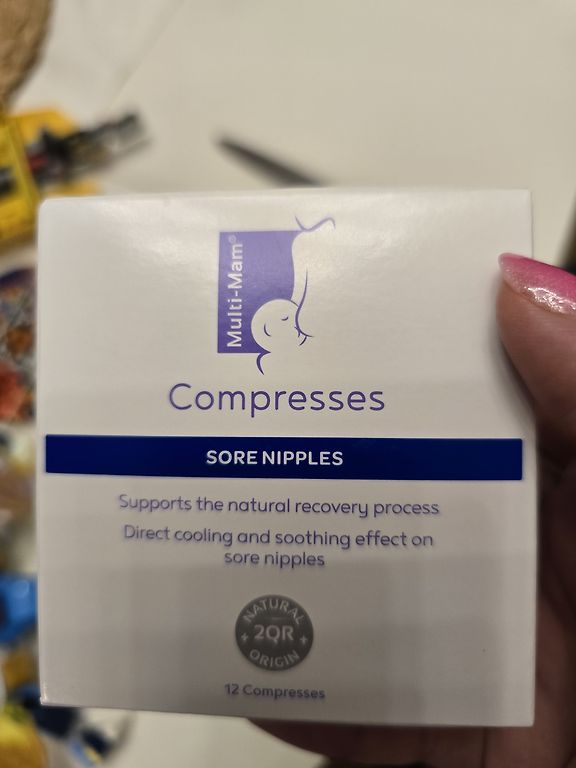 Multi-Mam®
Compresses
SORE NIPPLES
Supports the natural recovery process
Direct cooling and soothing effect on
sore nipples
NATURAL
2QR
ORIGIN
12 Compresses